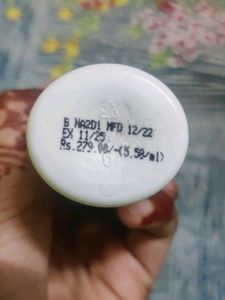 B NA2D1 MFD 12/22
EX 11/25
Rs.279.00/-(5.58/ml)